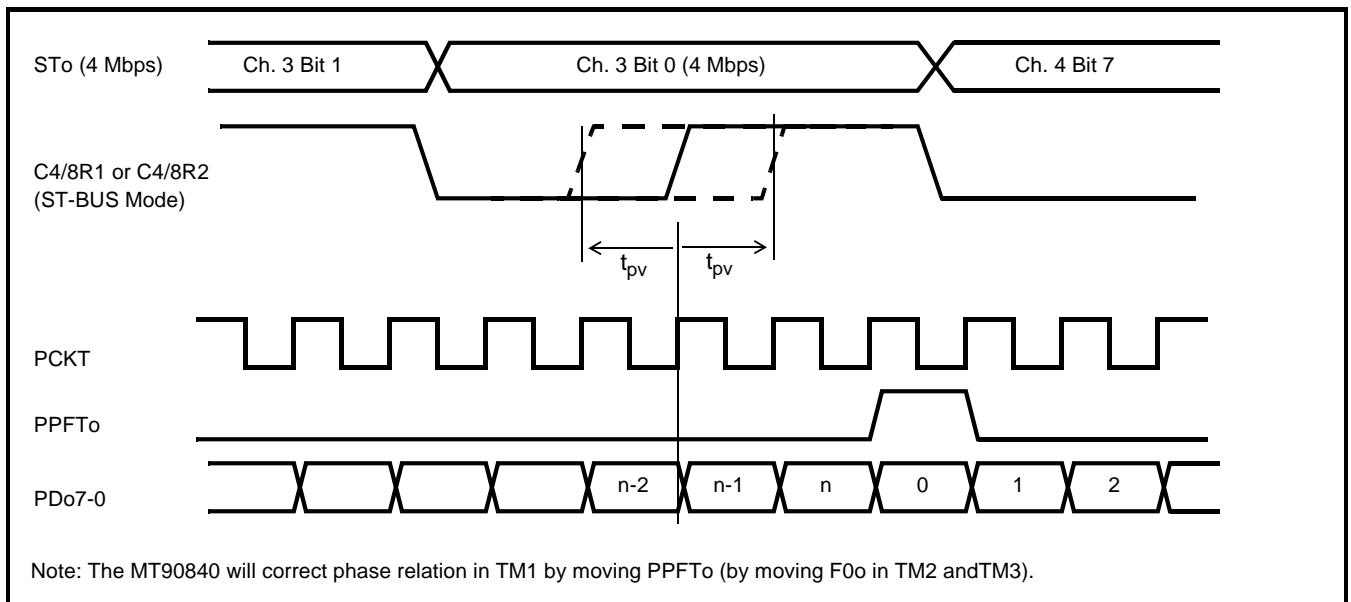 STo (4 Mbps) Ch. 3 Bit 1 Ch. 3 Bit 0 (4 Mbps) Ch. 4 Bit 7
C4/8R1 or C4/8R2
(ST-BUS Mode)
tpv tpv
PCKT
PPFTo
PDo7-0 n-2 n-1 n 0 1 2
Note: The MT90840 will correct phase relation in TM1 by moving PPFTo (by moving F0o in TM2 andTM3).